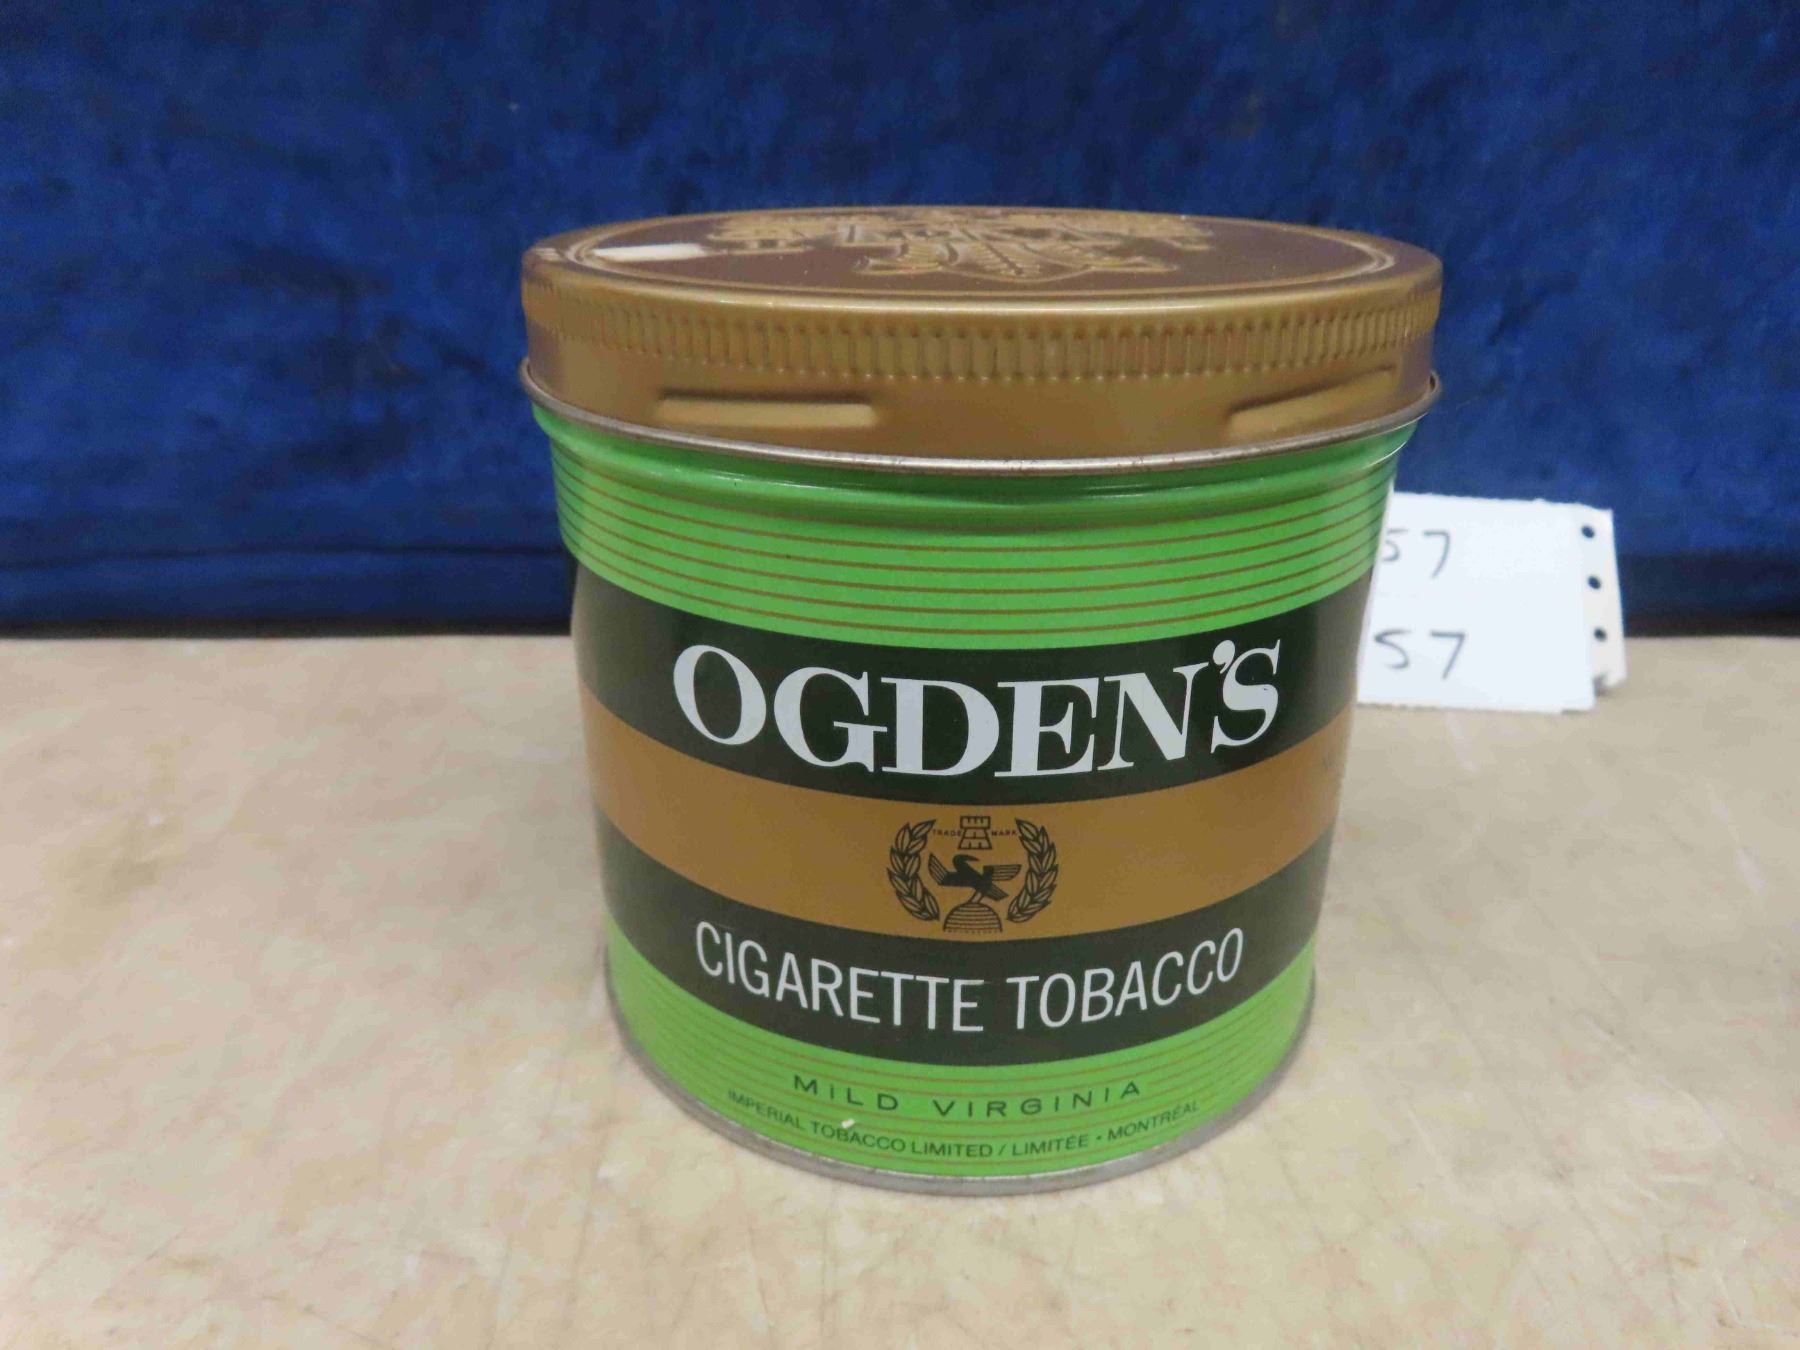 57
57
OGDEN'S
TRADE MARK
CIGARETTE TOBACCO
MiLD VIRGINIA
IMPERIAL TOBACCO LIMITED / LIMITÉE • MONTRÉAL